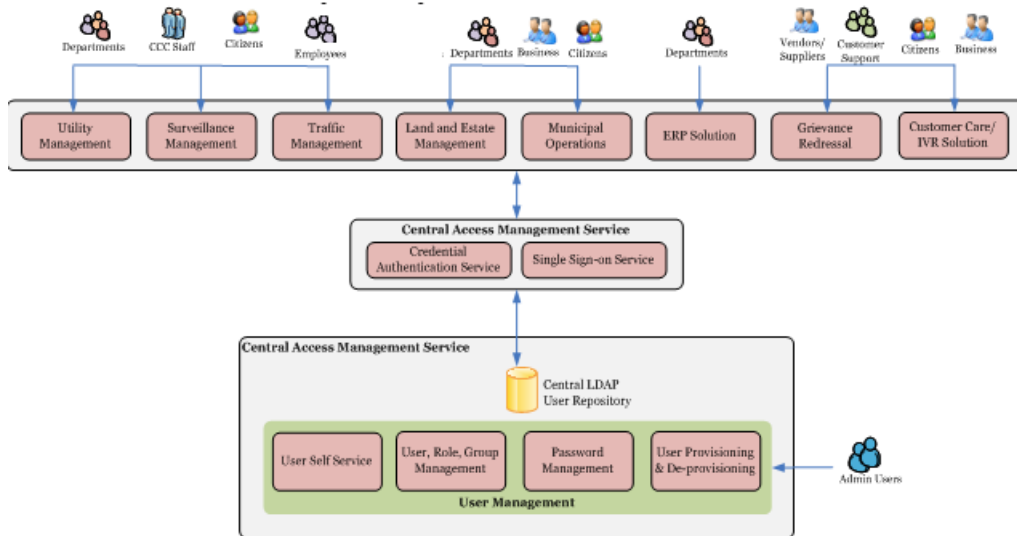 Departments
CCC Staff
Citizens
Employees
Departments
Business
Citizens
Departments
Vendors/
Suppliers
Customer
Support
Citizens
Business
Utility
Management
Surveillance
Management
Traffic
Management
Land and Estate
Management
Municipal
Operations
ERP Solution
Grievance
Redressal
Customer Care/
IVR Solution
Central Access Management Service
Credential
Authentication Service
Single Sign-on Service
Central Access Management Service
Central LDAP
User Repository
User Self Service
User, Role, Group
Management
Password
Management
User Provisioning
& De-provisioning
User Management
Admin Users